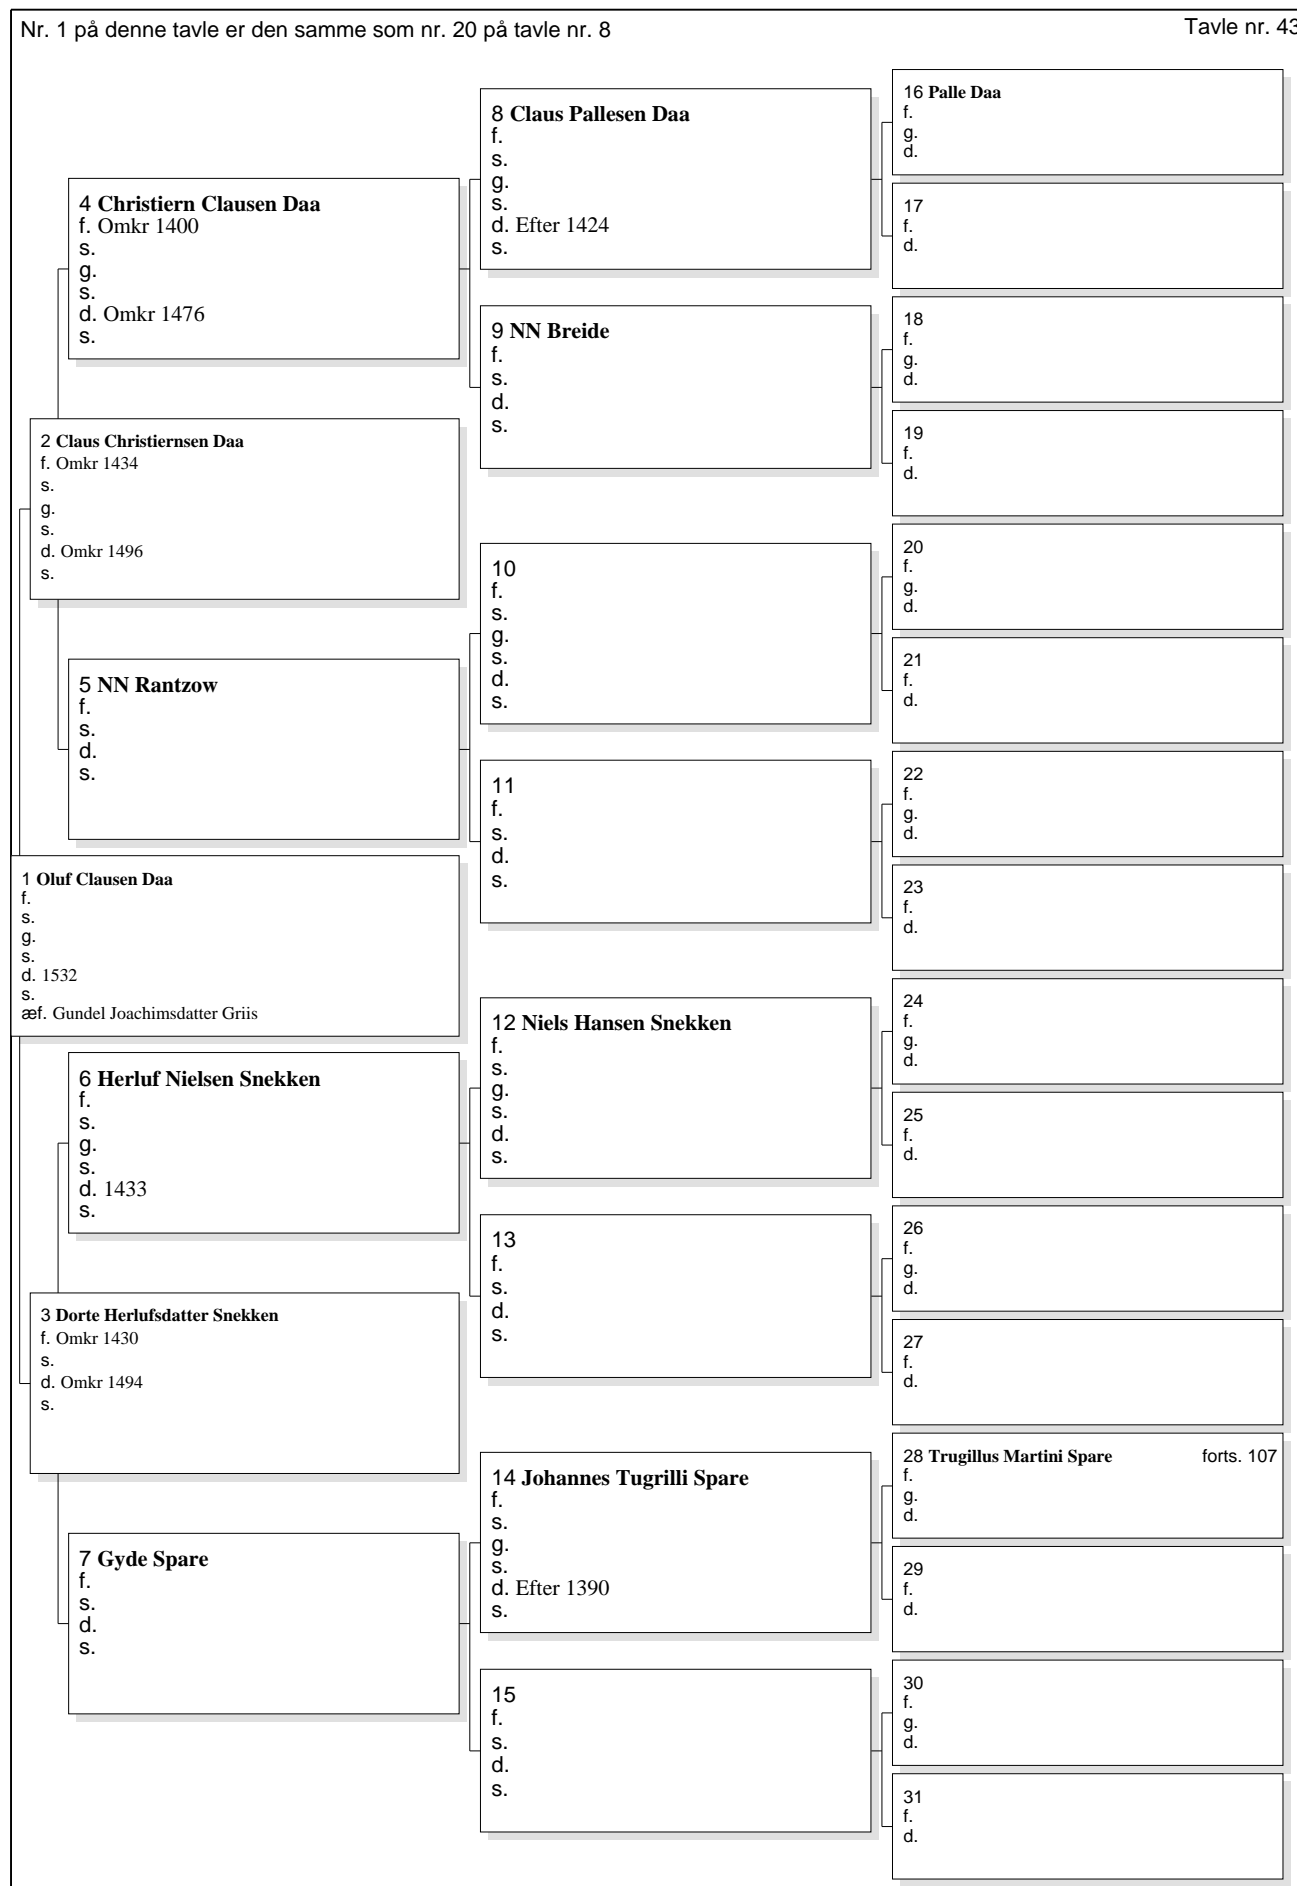 Nr. 1 på denne tavle er den samme som nr. 20 på tavle nr. 8
Tavle nr. 43
1 Oluf Clausen Daa
f.
s.
g.
s.
d. 1532
s.
æf. Gundel Joachimsdatter Griis
2 Claus Christiernsen Daa
f. Omkr 1434
s.
g.
s.
d. Omkr 1496
s.
3 Dorte Herlufsdatter Snekken
f. Omkr 1430
s.
d. Omkr 1494
s.
4 Christiern Clausen Daa
f. Omkr 1400
s.
g.
s.
d. Omkr 1476
s.
5 NN Rantzow
f.
s.
d.
s.
6 Herluf Nielsen Snekken
f.
s.
g.
s.
d. 1433
s.
7 Gyde Spare
f.
s.
d.
s.
8 Claus Pallesen Daa
f.
s.
g.
s.
d. Efter 1424
s.
9 NN Breide
f.
s.
d.
s.
10
f.
s.
g.
s.
d.
s.
11
f.
s.
d.
s.
12 Niels Hansen Snekken
f.
s.
g.
s.
d.
s.
13
f.
s.
d.
s.
14 Johannes Tugrilli Spare
f.
s.
g.
s.
d. Efter 1390
s.
15
f.
s.
d.
s.
16 Palle Daa
f.
g.
d.
17
f.
d.
18
f.
g.
d.
19
f.
d.
20
f.
g.
d.
21
f.
d.
22
f.
g.
d.
23
f.
d.
24
f.
g.
d.
25
f.
d.
26
f.
g.
d.
27
f.
d.
28 Trugillus Martini Spare forts. 107
f.
g.
d.
29
f.
d.
30
f.
g.
d.
31
f.
d.